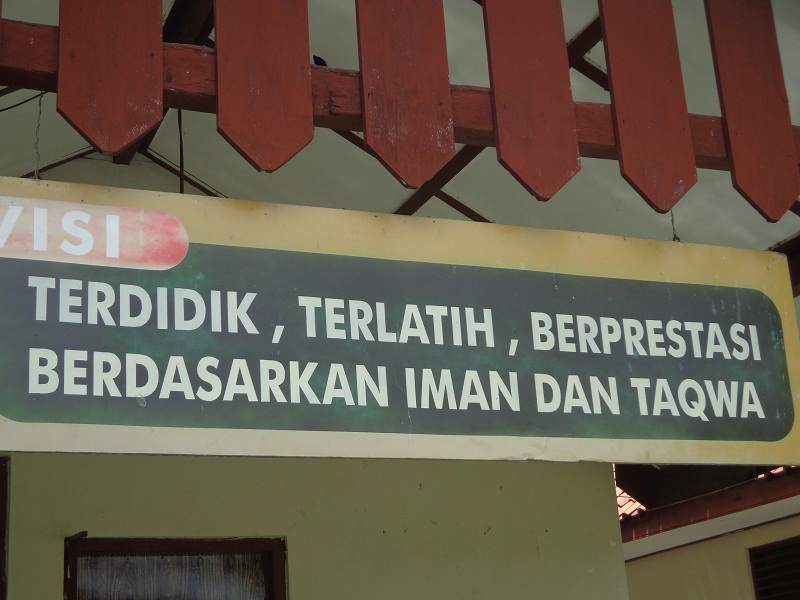 VISI
TERDIDIK , TERLATIH , BERPRESTASI
BERDASARKAN IMAN DAN TAQWA